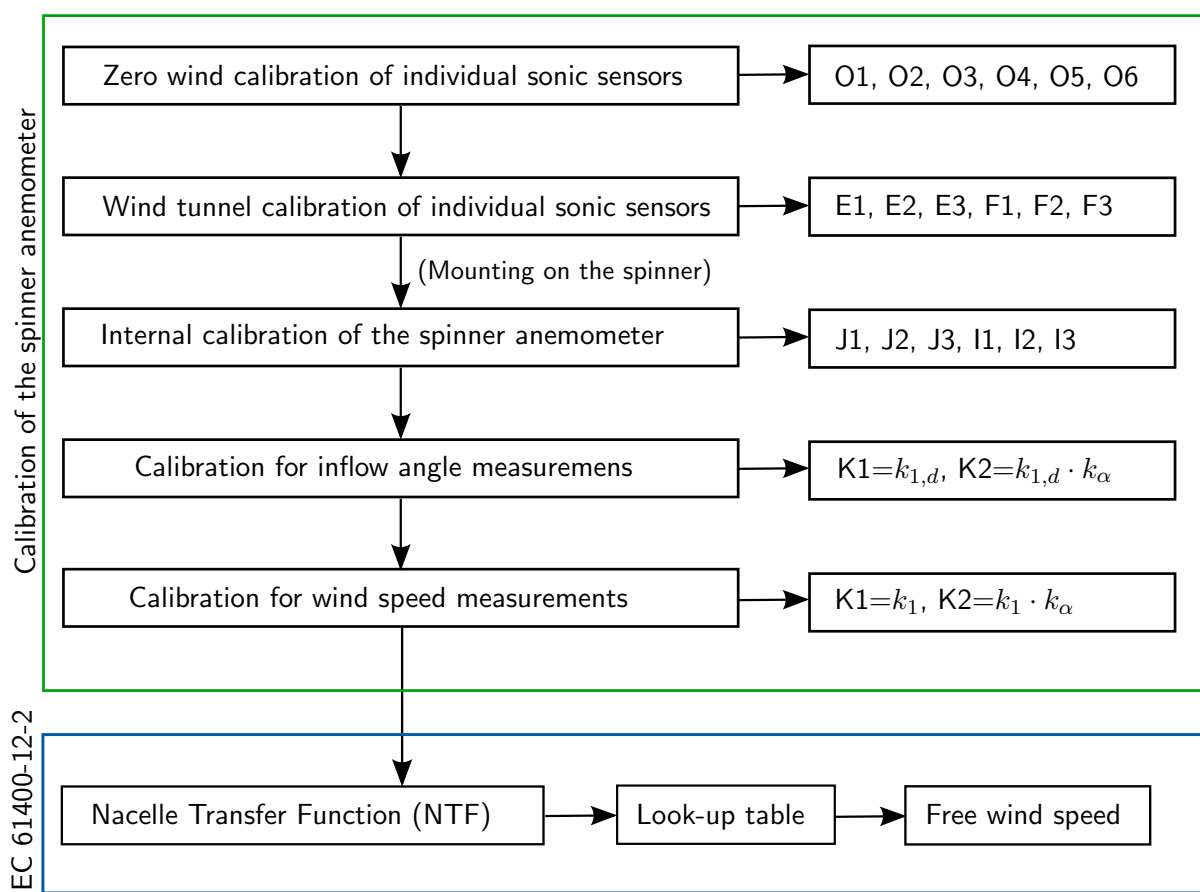 Calibration of the spinner anemometer
Zero wind calibration of individual sonic sensors
O1, O2, O3, O4, O5, O6
Wind tunnel calibration of individual sonic sensors
E1, E2, E3, F1, F2, F3
(Mounting on the spinner)
Internal calibration of the spinner anemometer
J1, J2, J3, I1, I2, I3
Calibration for inflow angle measuremens
K1=k₁,d, K2=k₁,d · kα
Calibration for wind speed measurements
K1=k₁, K2=k₁ · kα
EC 61400-12-2
Nacelle Transfer Function (NTF)
Look-up table
Free wind speed